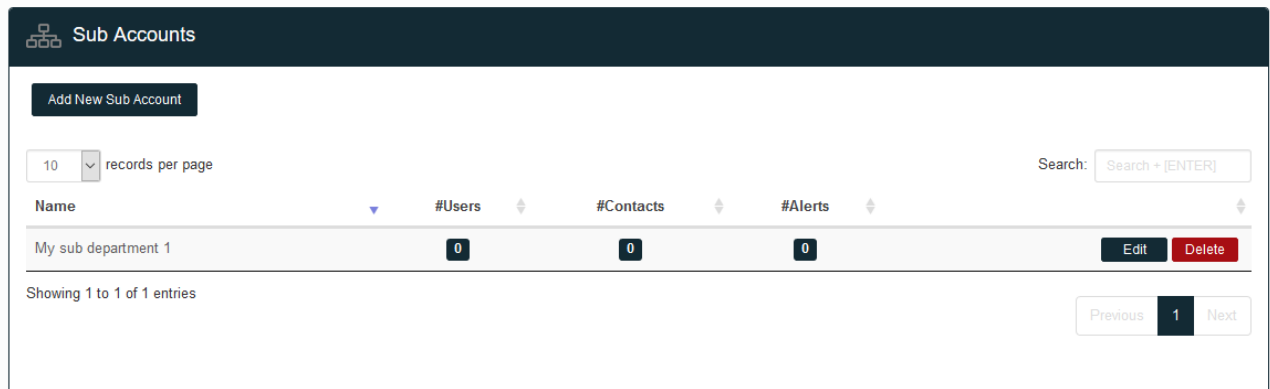 Sub Accounts
Add New Sub Account
10 records per page Search: Search + [ENTER]
Name #Users #Contacts #Alerts
My sub department 1 0 0 0 Edit Delete
Showing 1 to 1 of 1 entries
Previous 1 Next